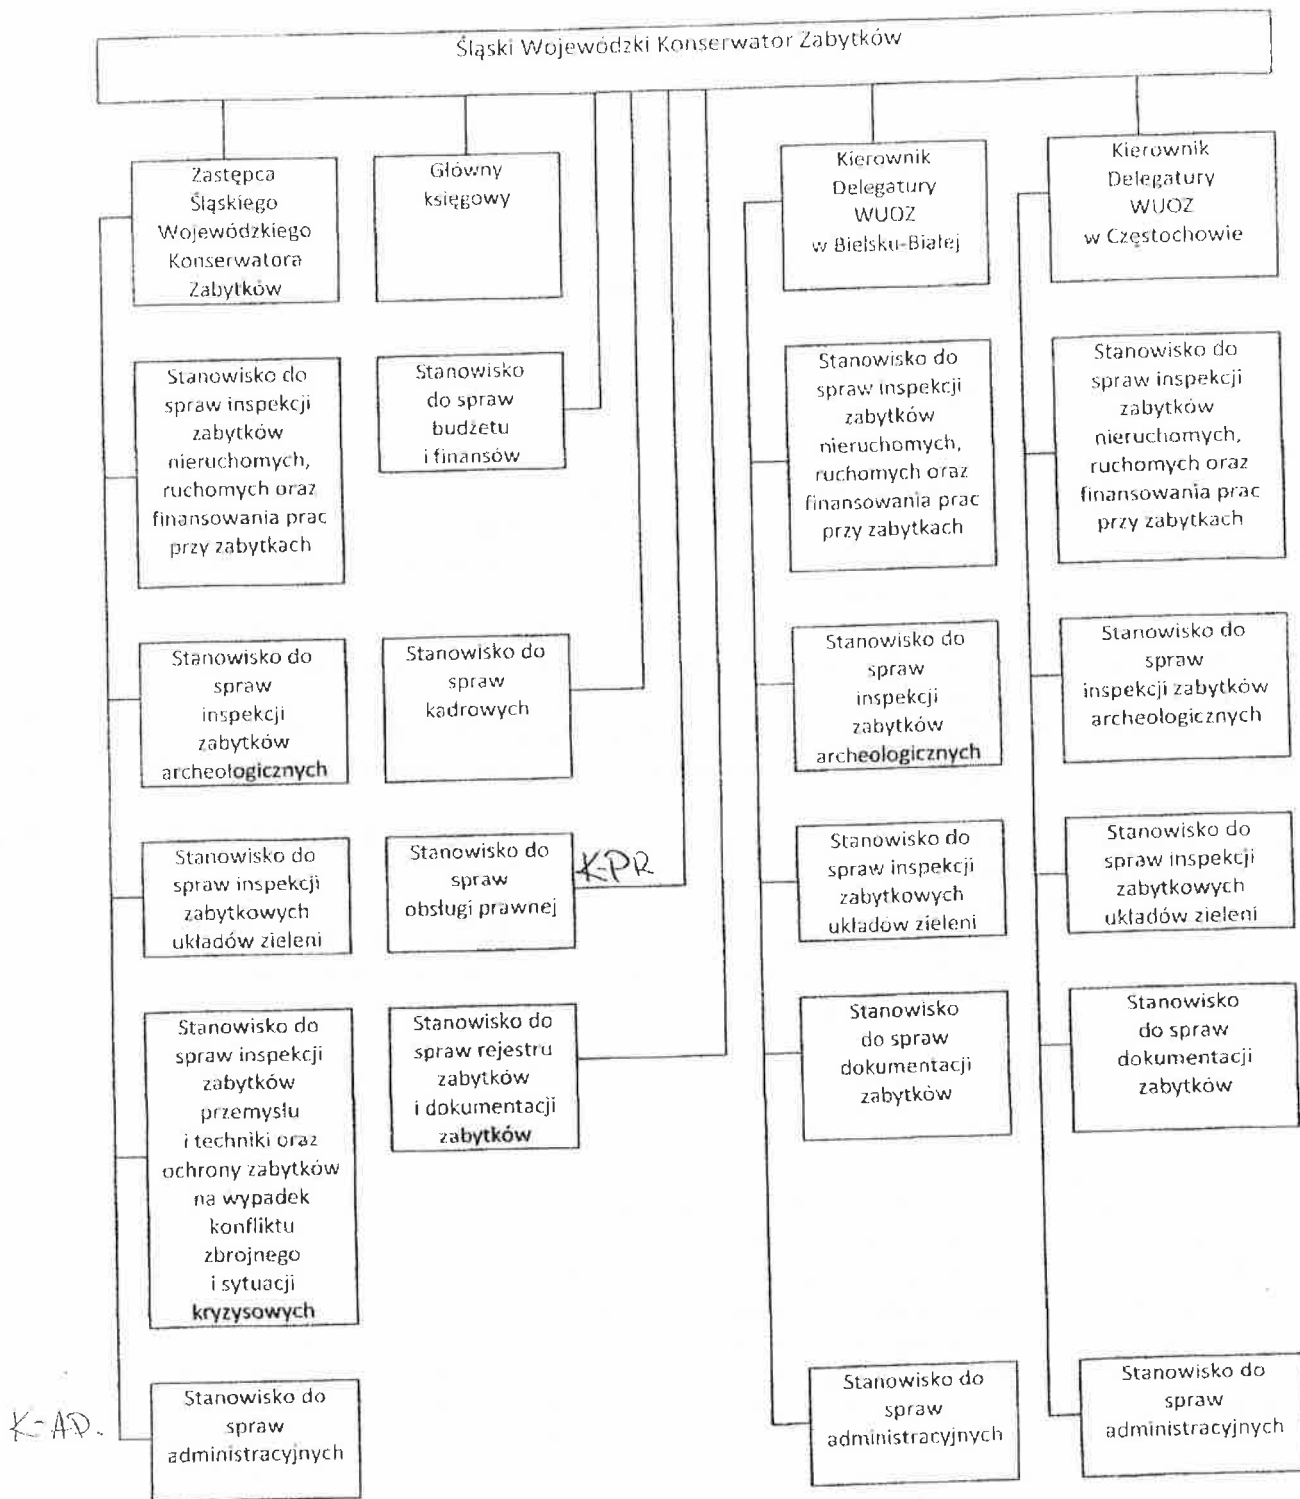 Śląski Wojewódzki Konserwator Zabytków
Zastępca
Śląskiego
Wojewódzkiego
Konserwatora
Zabytków
Główny
księgowy
Kierownik
Delegatury
WUOZ
w Bielsku-Białej
Kierownik
Delegatury
WUOZ
w Częstochowie
Stanowisko do
spraw inspekcji
zabytków
nieruchomych,
ruchomych oraz
finansowania prac
przy zabytkach
Stanowisko
do spraw
budżetu
i finansów
Stanowisko do
spraw inspekcji
zabytków
nieruchomych,
ruchomych oraz
finansowania prac
przy zabytkach
Stanowisko do
spraw inspekcji
zabytków
nieruchomych,
ruchomych oraz
finansowania prac
przy zabytkach
Stanowisko do
spraw
inspekcji
zabytków
archeologicznych
Stanowisko do
spraw
kadrowych
Stanowisko do
spraw
inspekcji
zabytków
archeologicznych
Stanowisko do
spraw
inspekcji zabytków
archeologicznych
Stanowisko do
spraw inspekcji
zabytkowych
układów zieleni
Stanowisko do
spraw
obsługi prawnej
K-PR
Stanowisko do
spraw inspekcji
zabytkowych
układów zieleni
Stanowisko do
spraw inspekcji
zabytkowych
układów zieleni
Stanowisko do
spraw inspekcji
zabytków
przemysłu
i techniki oraz
ochrony zabytków
na wypadek
konfliktu
zbrojnego
i sytuacji
kryzysowych
Stanowisko do
spraw rejestru
zabytków
i dokumentacji
zabytków
Stanowisko
do spraw
dokumentacji
zabytków
Stanowisko
do spraw
dokumentacji
zabytków
K-AD.
Stanowisko do
spraw
administracyjnych
Stanowisko do
spraw
administracyjnych
Stanowisko do
spraw
administracyjnych